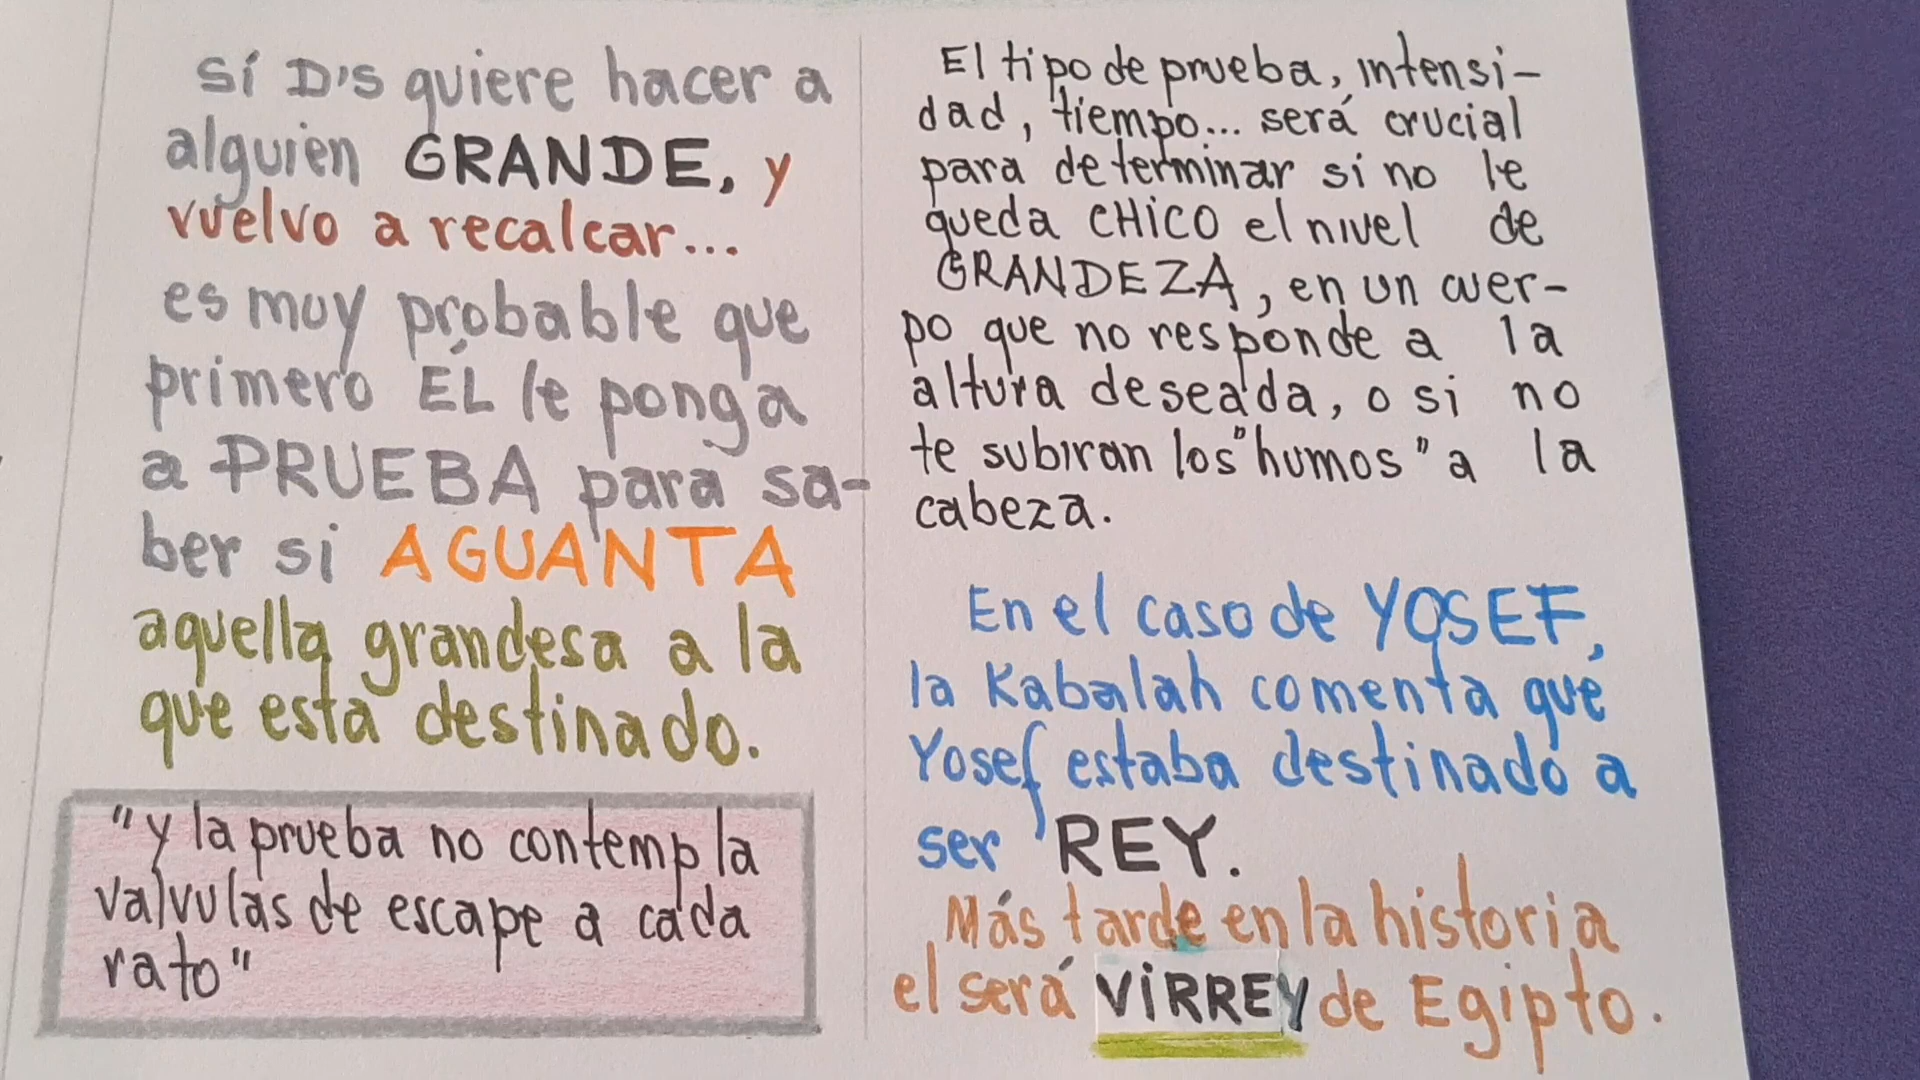 Sí D's quiere hacer a
alguien GRANDE, y
vuelvo a recalcar...
es muy probable que
primero ÉL le ponga
a PRUEBA para sa-
ber si AGUANTA
aquella grandesa a la
que esta destinado.
"y la prueba no contempla
valvulas de escape a cada
rato"
El tipo de prueba, intensi-
dad, tiempo... será crucial
para determinar si no le
queda CHICO el nivel de
GRANDEZA, en un cuer-
po que no responde a la
altura deseada, o si no
te subiran los "humos" a la
cabeza.
En el caso de YOSEF,
la Kabalah comenta que
Yosef estaba destinado a
ser REY.
Más tarde en la historia
el será VIRREY de Egipto.